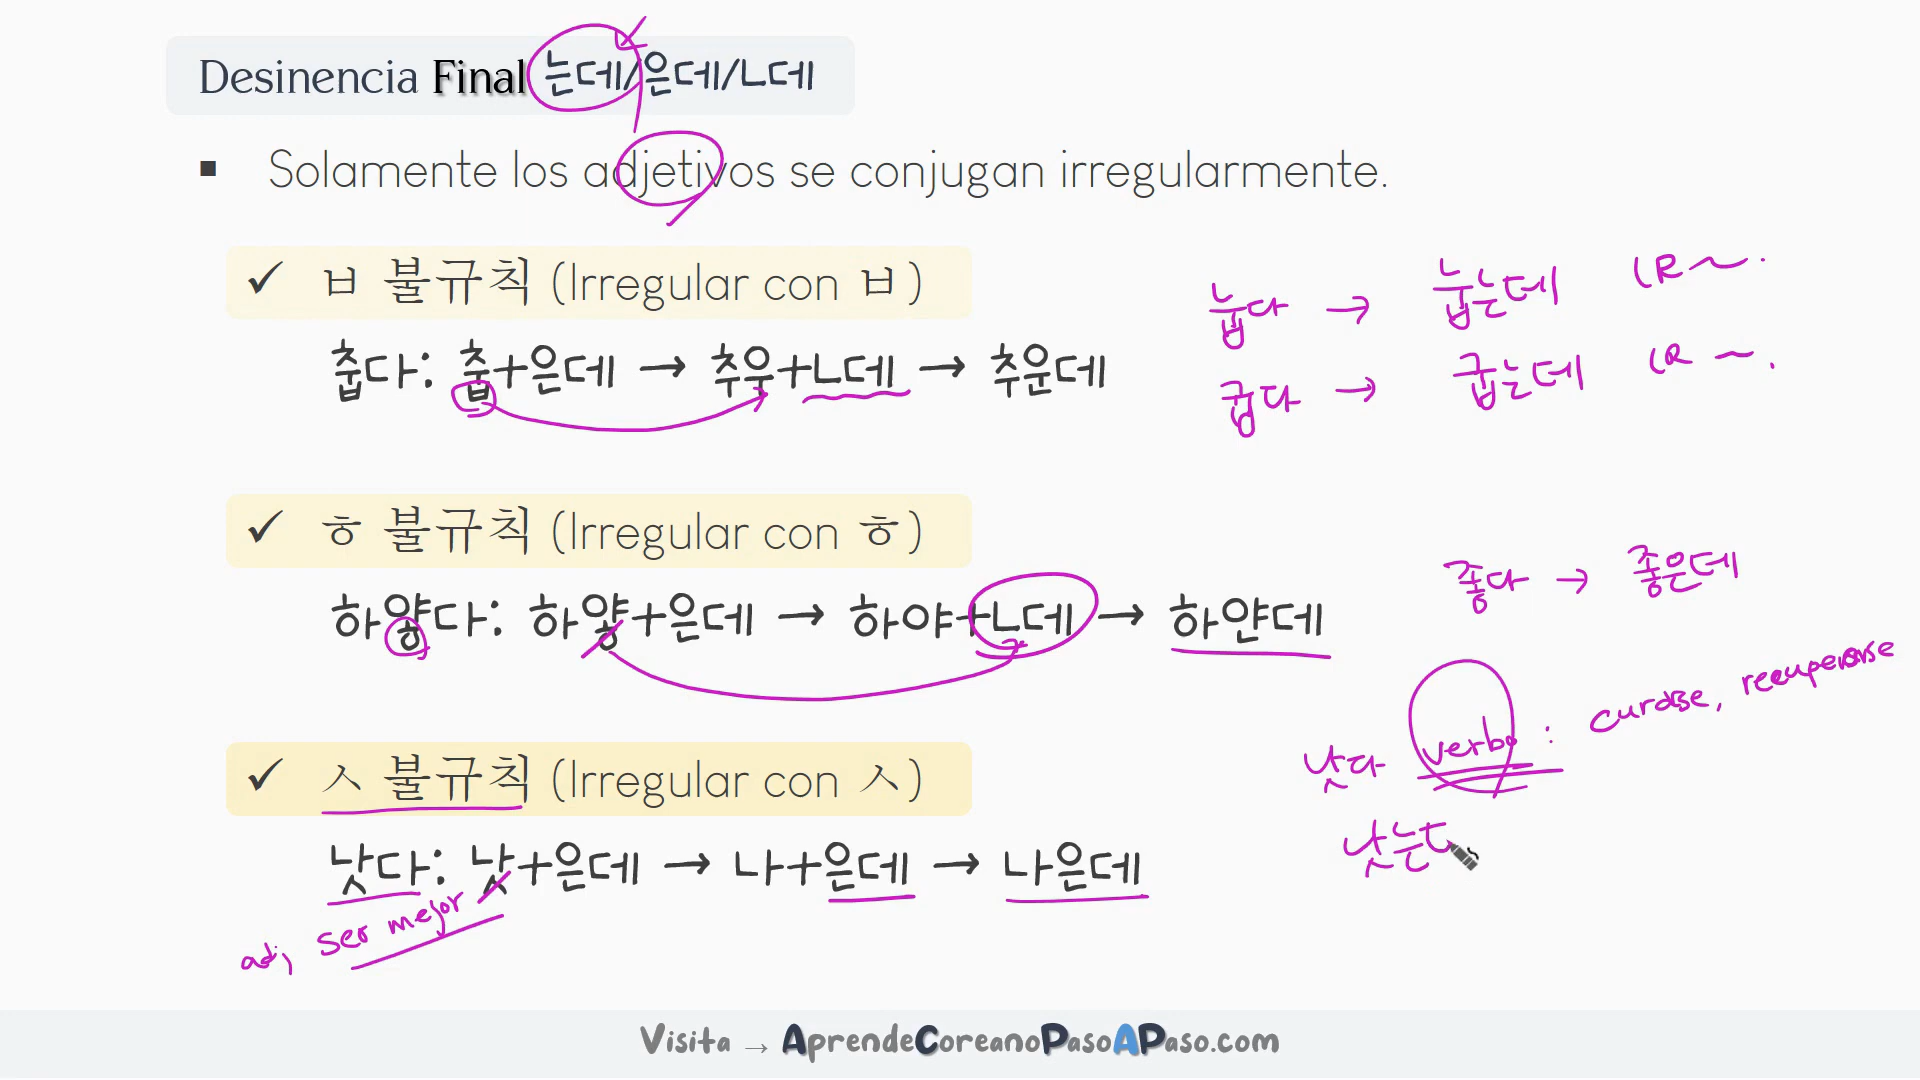 Desinencia Final 는데/은데/ㄴ데
▪ Solamente los adjetivos se conjugan irregularmente.
✓ ㅂ 불규칙 (Irregular con ㅂ)
춥다: 춥+은데 → 추우+ㄴ데 → 추운데
눕다 → 눕는데 IR~.
굽다 → 굽는데 IR ~.
✓ ㅎ 불규칙 (Irregular con ㅎ)
하얗다: 하얗+은데 → 하야+ㄴ데 → 하얀데
좋다 → 좋은데
✓ ㅅ 불규칙 (Irregular con ㅅ)
낫다 verbo : curarse, recuperarse
낫다: 낫+은데 → 나+은데 → 나은데
adj ser mejor
낫는
Visita → AprendeCoreanoPasoAPaso.com